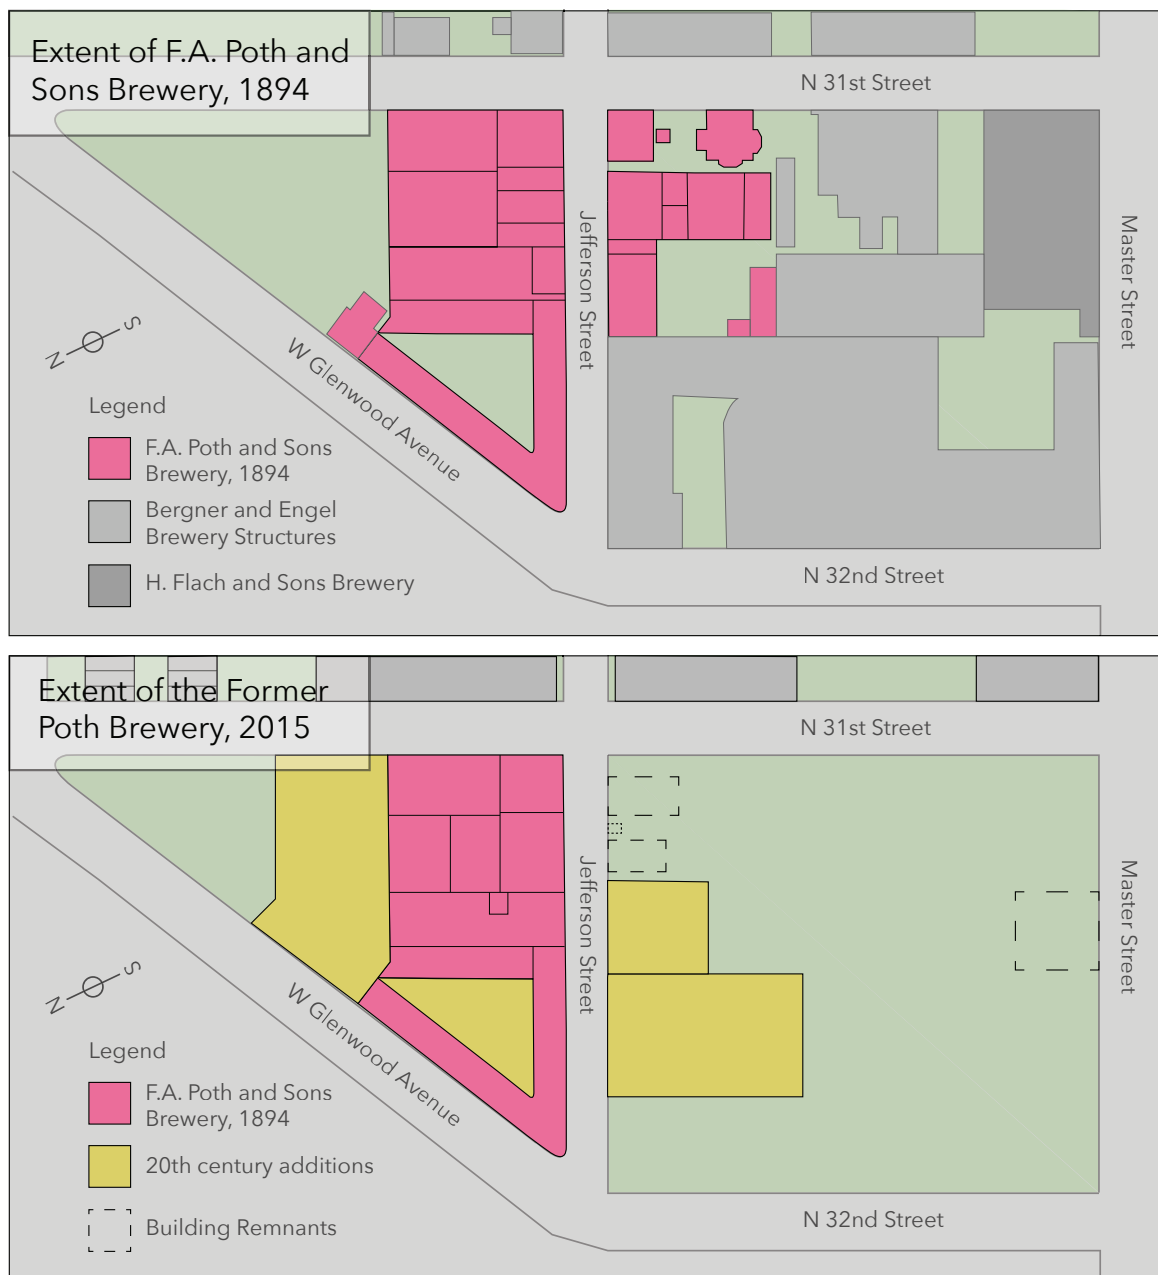 Extent of F.A. Poth and
Sons Brewery, 1894
N 31st Street
Jefferson Street
Master Street
S
N
W Glenwood Avenue
Legend
F.A. Poth and Sons
Brewery, 1894
Bergner and Engel
Brewery Structures
H. Flach and Sons Brewery
N 32nd Street
Extent of the Former
Poth Brewery, 2015
N 31st Street
Jefferson Street
Master Street
S
N
W Glenwood Avenue
Legend
F.A. Poth and Sons
Brewery, 1894
20th century additions
Building Remnants
N 32nd Street